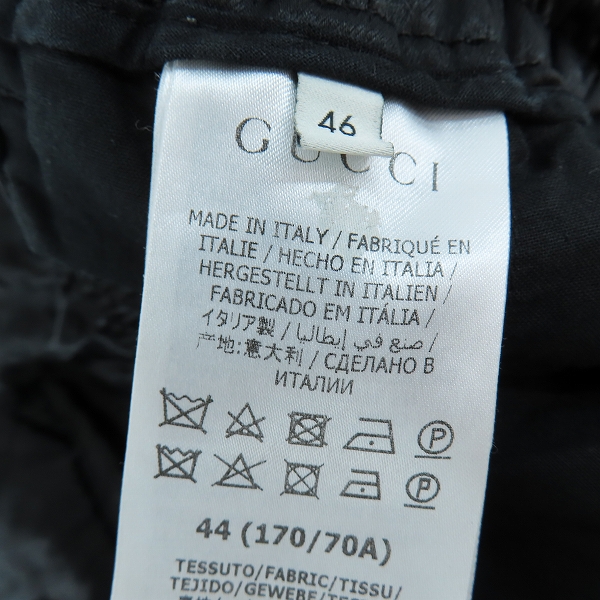 46
GUCCI
MADE IN ITALY / FABRIQUÉ EN
ITALIE / HECHO EN ITALIA /
HERGESTELLT IN ITALIEN /
FABRICADO EM ITÁLIA /
イタリア製 / صنع في إيطاليا /
产地:意大利 / СДЕЛАНО В
ИТАЛИИ
P
P
44 (170/70A)
TESSUTO/FABRIC/TISSU/
TEJIDO/GEWEBE/TECIDO/